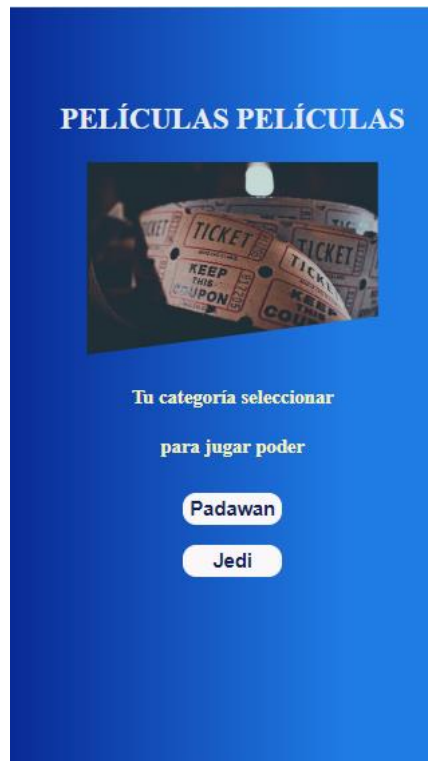 PELÍCULAS PELÍCULAS
TICKET
KEEP
THIS
COUPON
TICKET
Tu categoría seleccionar
para jugar poder
Padawan
Jedi